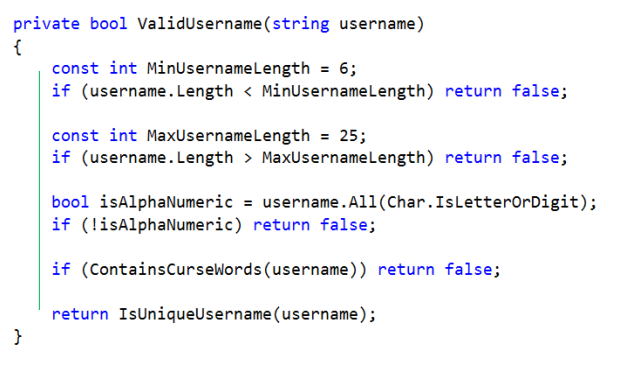 private bool ValidUsername(string username)
{
    const int MinUsernameLength = 6;
    if (username.Length < MinUsernameLength) return false;

    const int MaxUsernameLength = 25;
    if (username.Length > MaxUsernameLength) return false;

    bool isAlphaNumeric = username.All(Char.IsLetterOrDigit);
    if (!isAlphaNumeric) return false;

    if (ContainsCurseWords(username)) return false;

    return IsUniqueUsername(username);
}